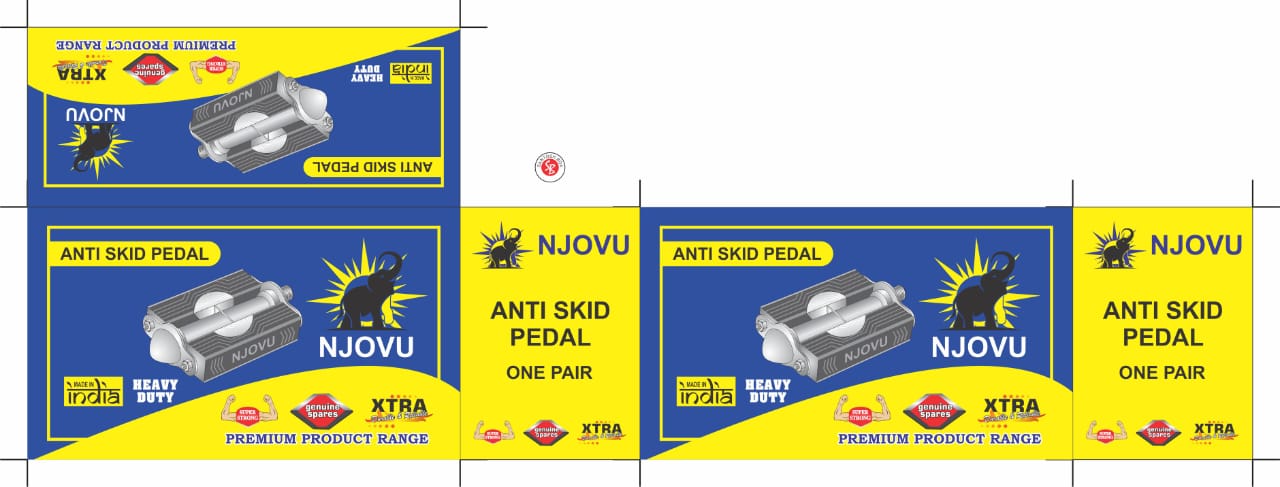 PREMIUM PRODUCT RANGE
XTRA
genuine
spares
SUPER
STRONG
HEAVY
DUTY
MADE IN
india
NJOVU
NJOVU
ANTI SKID PEDAL
ANTI SKID PEDAL
NJOVU
NJOVU
MADE IN
india
HEAVY
DUTY
SUPER
STRONG
genuine
spares
XTRA
PREMIUM PRODUCT RANGE
NJOVU
ANTI SKID
PEDAL
ONE PAIR
SUPER
STRONG
genuine
spares
XTRA
ANTI SKID PEDAL
NJOVU
NJOVU
MADE IN
india
HEAVY
DUTY
SUPER
STRONG
genuine
spares
XTRA
PREMIUM PRODUCT RANGE
NJOVU
ANTI SKID
PEDAL
ONE PAIR
SUPER
STRONG
genuine
spares
XTRA